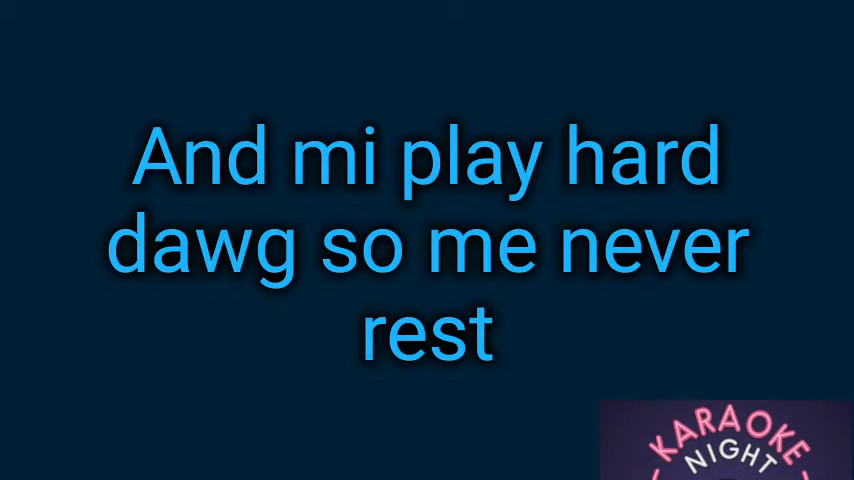 And mi play hard
dawg so me never
rest
KARAOKE
NIGHT